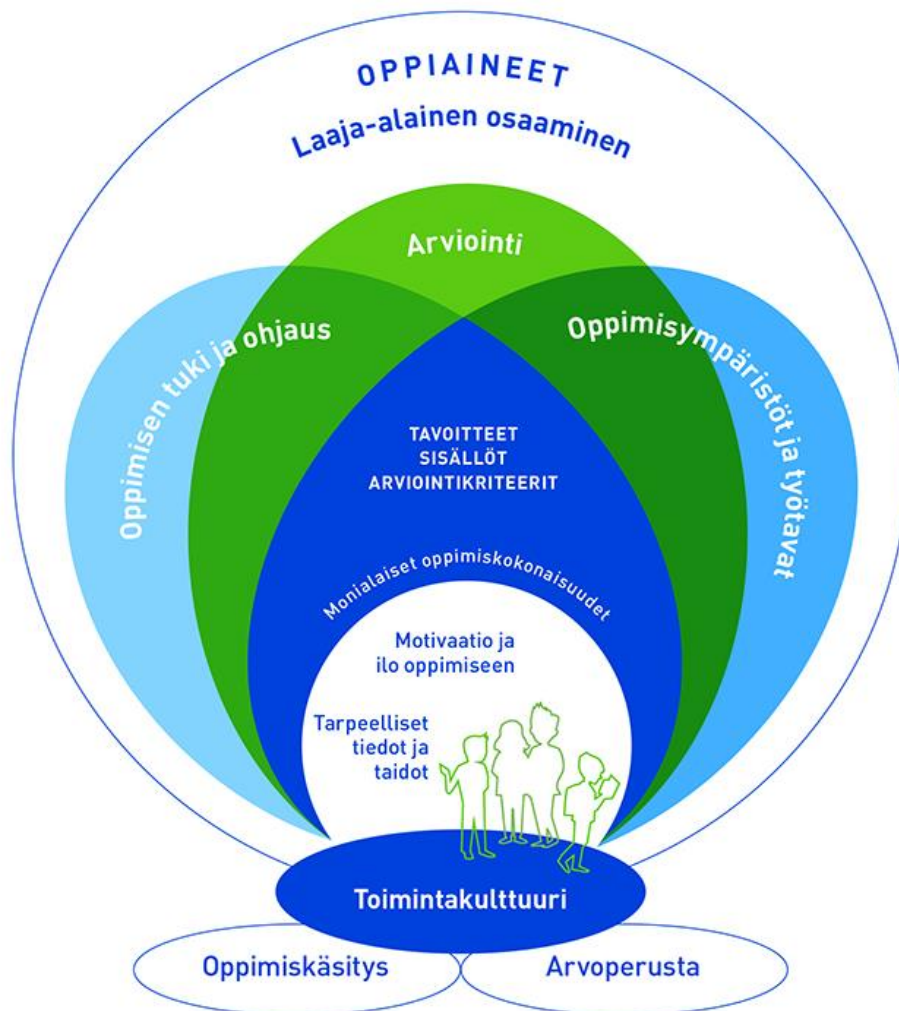 OPPIAINEET
Laaja-alainen osaaminen
Arviointi
Oppimisen tuki ja ohjaus
Oppimisympäristöt ja työtavat
TAVOITTEET
SISÄLLÖT
ARVIOINTIKRITEERIT
Monialaiset oppimiskokonaisuudet
Motivaatio ja
ilo oppimiseen
Tarpeelliset
tiedot ja
taidot
Toimintakulttuuri
Oppimiskäsitys
Arvoperusta